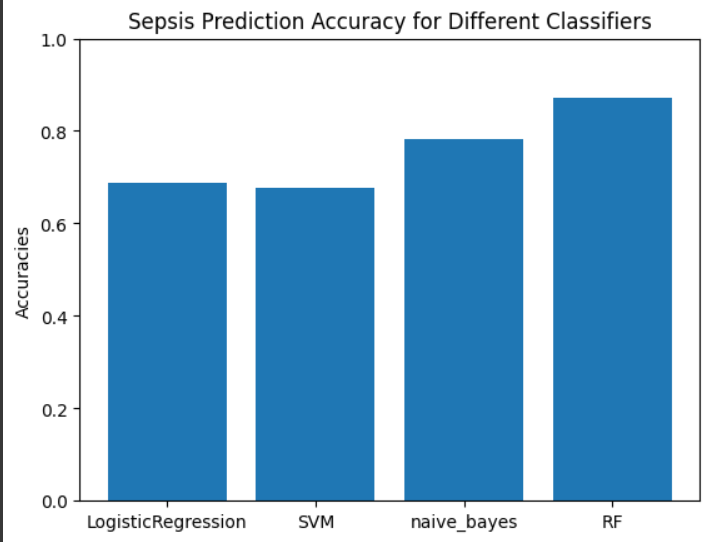 Sepsis Prediction Accuracy for Different Classifiers
1.0
0.8
0.6
0.4
0.2
0.0
Accuracies
LogisticRegression SVM naive_bayes RF